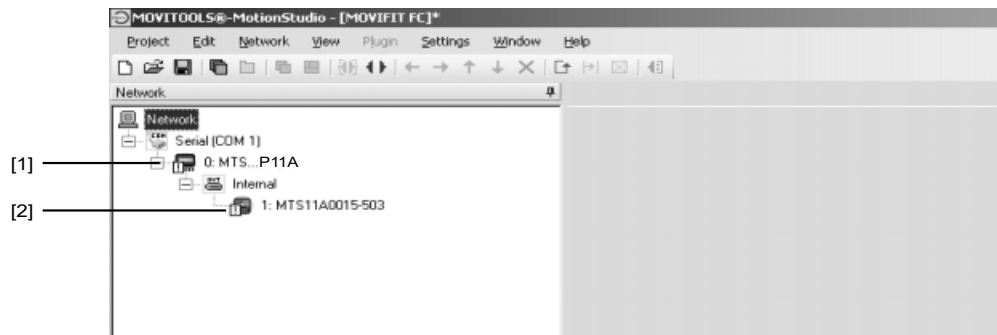 MOVITOOLS®-MotionStudio - [MOVIFIT FC]*
Project Edit Network View Plugin Settings Window Help
Network
Network
Serial (COM 1)
[1] 0: MTS...P11A
Internal
[2] 1: MTS11A0015-503